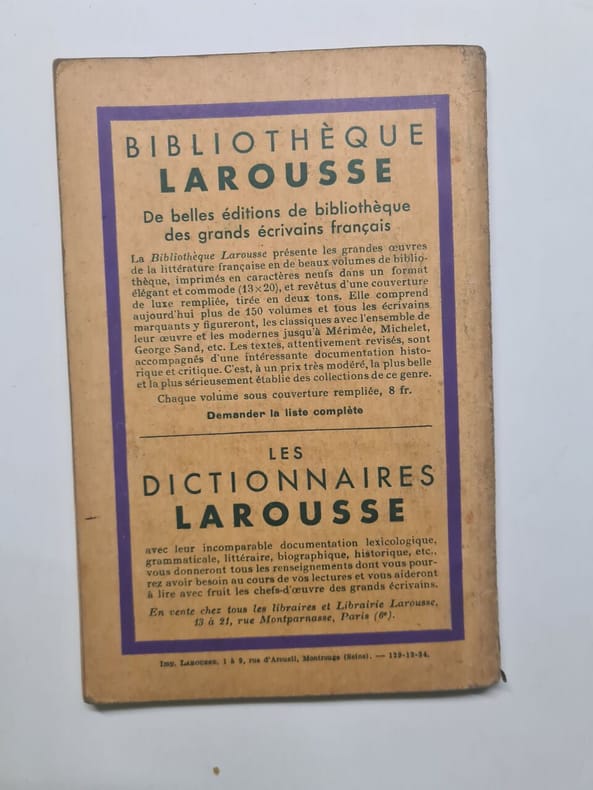 BIBLIOTHÈQUE
LAROUSSE
De belles éditions de bibliothèque
des grands écrivains français
La Bibliothèque Larousse présente les grandes œuvres
de la littérature française en de beaux volumes de biblio-
thèque, imprimés en caractères neufs dans un format
élégant et commode (13×20), et revêtus d'une couverture
de luxe rempliée, tirée en deux tons. Elle comprend
aujourd'hui plus de 150 volumes et tous les écrivains
marquants y figureront, les classiques avec l'ensemble de
leur œuvre et les modernes jusqu'à Mérimée, Michelet,
George Sand, etc. Les textes, attentivement revisés, sont
accompagnés d'une intéressante documentation histo-
rique et critique. C'est, à un prix très modéré, la plus belle
et la plus sérieusement établie des collections de ce genre.
Chaque volume sous couverture rempliée, 8 fr.
Demander la liste complète
LES
DICTIONNAIRES
LAROUSSE
avec leur incomparable documentation lexicologique,
grammaticale, littéraire, biographique, historique, etc.,
vous donneront tous les renseignements dont vous pour-
rez avoir besoin au cours de vos lectures et vous aideront
à lire avec fruit les chefs-d'œuvre des grands écrivains.
En vente chez tous les libraires et Librairie Larousse,
13 à 21, rue Montparnasse, Paris (6e).
Imp. LAROUSSE, 1 à 9, rue d'Arcueil, Montrouge (Seine). — 129-12-34.